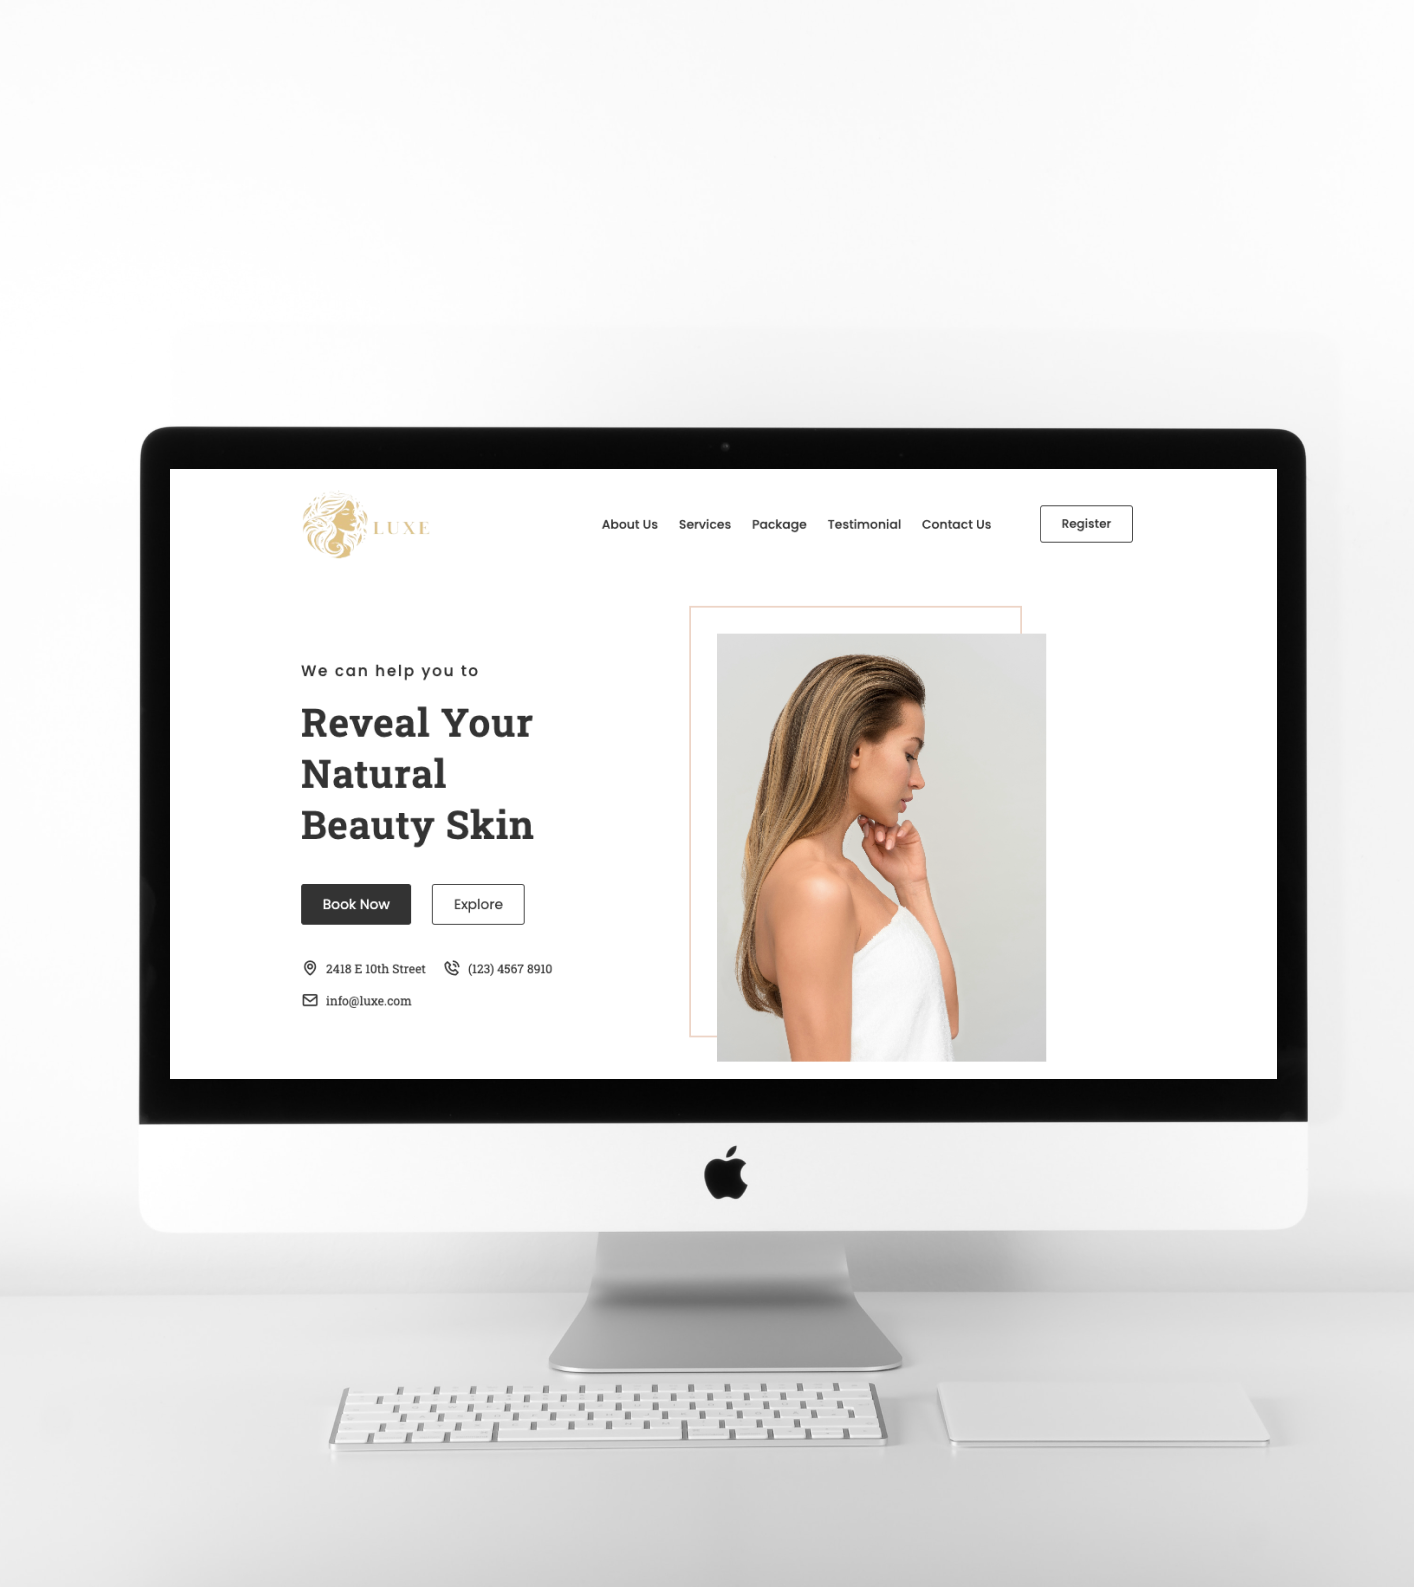 LUXE
About Us Services Package Testimonial Contact Us Register
We can help you to
Reveal Your
Natural
Beauty Skin
Book Now Explore
2418 E 10th Street (123) 4567 8910
info@luxe.com